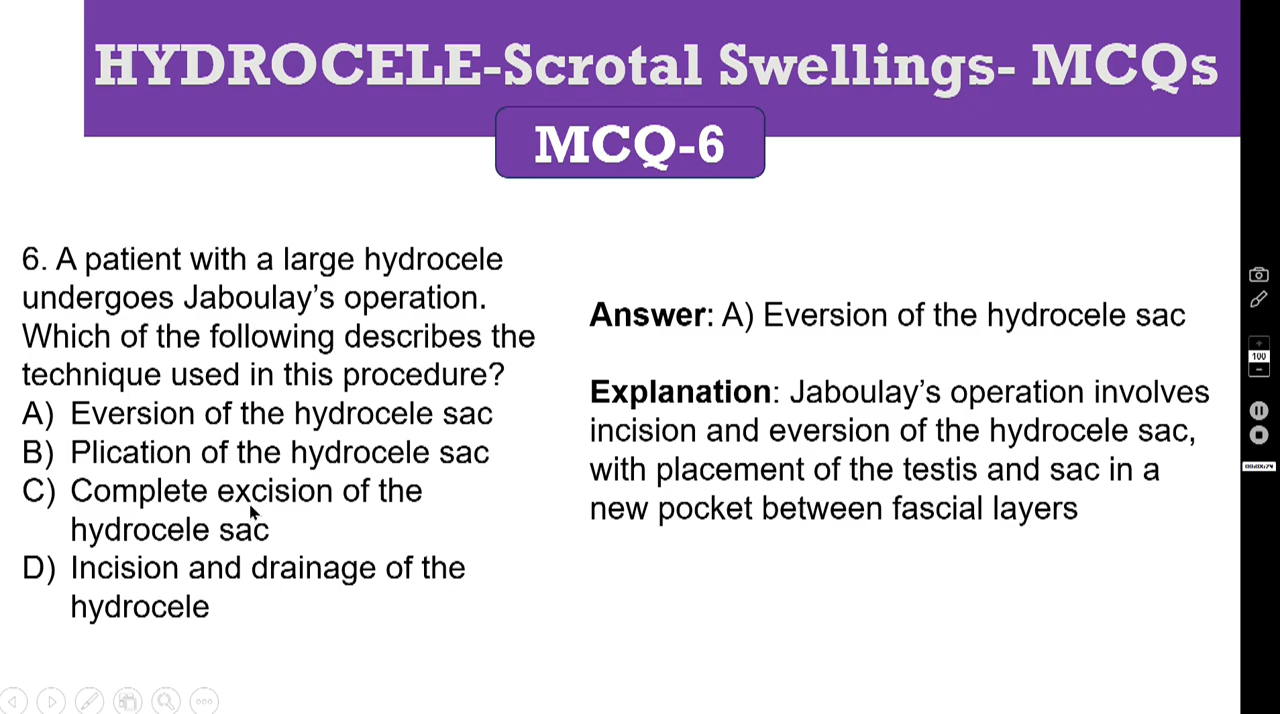 HYDROCELE-Scrotal Swellings- MCQs
MCQ-6
6. A patient with a large hydrocele
undergoes Jaboulay’s operation.
Which of the following describes the
technique used in this procedure?
A) Eversion of the hydrocele sac
B) Plication of the hydrocele sac
C) Complete excision of the
hydrocele sac
D) Incision and drainage of the
hydrocele
Answer: A) Eversion of the hydrocele sac
Explanation: Jaboulay’s operation involves
incision and eversion of the hydrocele sac,
with placement of the testis and sac in a
new pocket between fascial layers
100